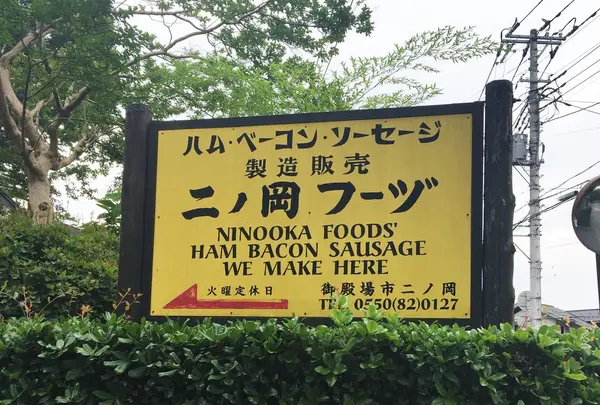 ハム・ベーコン・ソーセージ
製造販売
二ノ岡フーヅ
NINOOKA FOODS'
HAM BACON SAUSAGE
WE MAKE HERE
火曜定休日
御殿場市二ノ岡
TEL 0550(82)0127